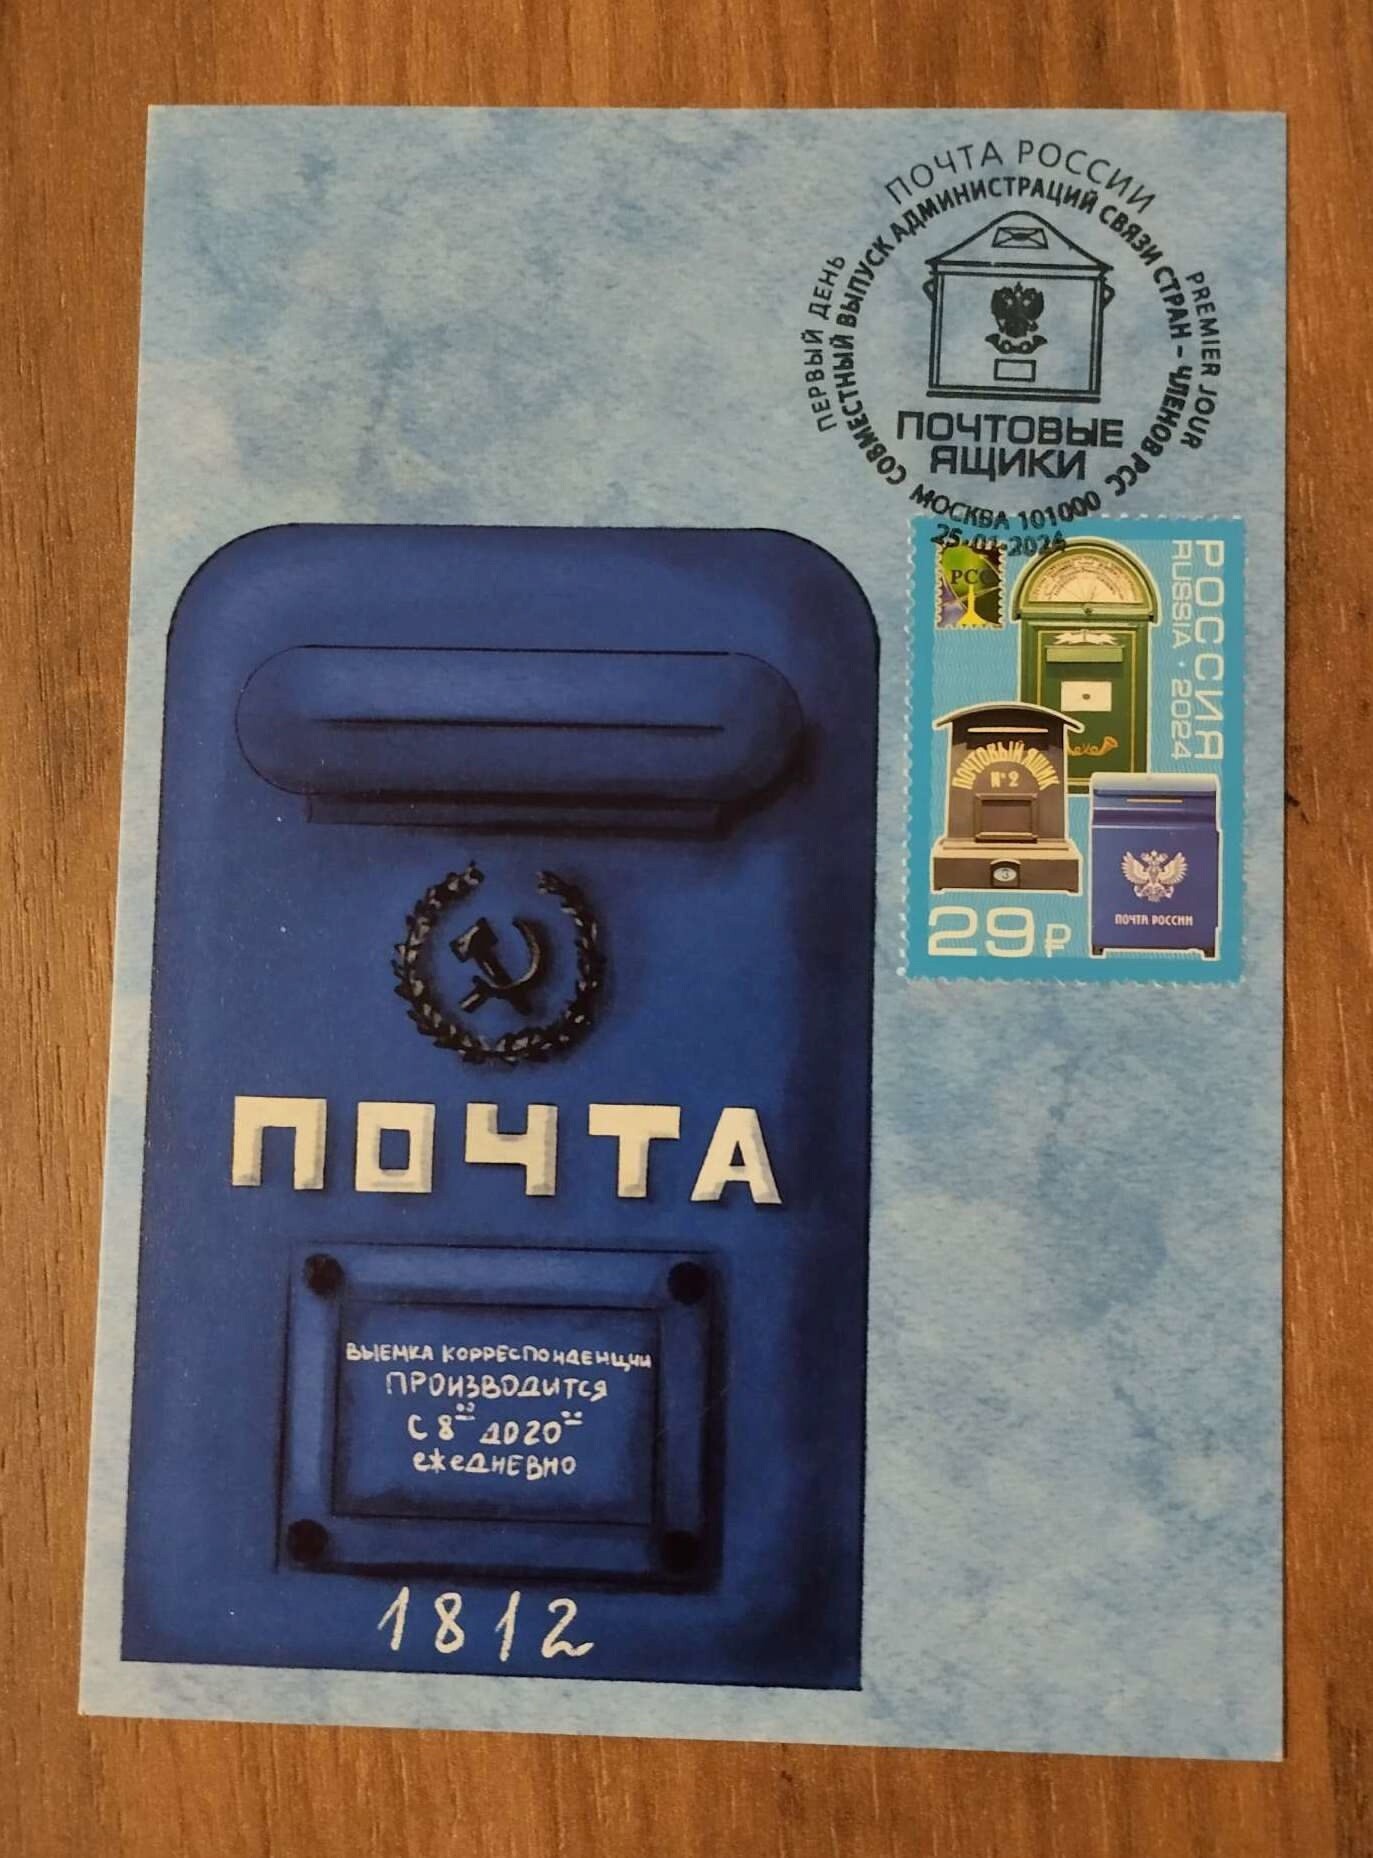 ПОЧТА РОССИИ
ПЕРВЫЙ ДЕНЬ
СОВМЕСТНЫЙ ВЫПУСК АДМИНИСТРАЦИЙ СВЯЗИ СТРАН – ЧЛЕНОВ РСС
PREMIER JOUR
ПОЧТОВЫЕ
ЯЩИКИ
МОСКВА 101000
25.01.2024
РСС
РОССИЯ
RUSSIA · 2024
ПОЧТОВЫЙ ЯЩИК
№2
3
ПОЧТА РОССИИ
29₽
ПОЧТА
ВЫЕМКА КОРРЕСПОНДЕНЦИИ
ПРОИЗВОДИТСЯ
С 8⁰⁰ ДО 20⁰⁰
ежеДНЕВНО
1812